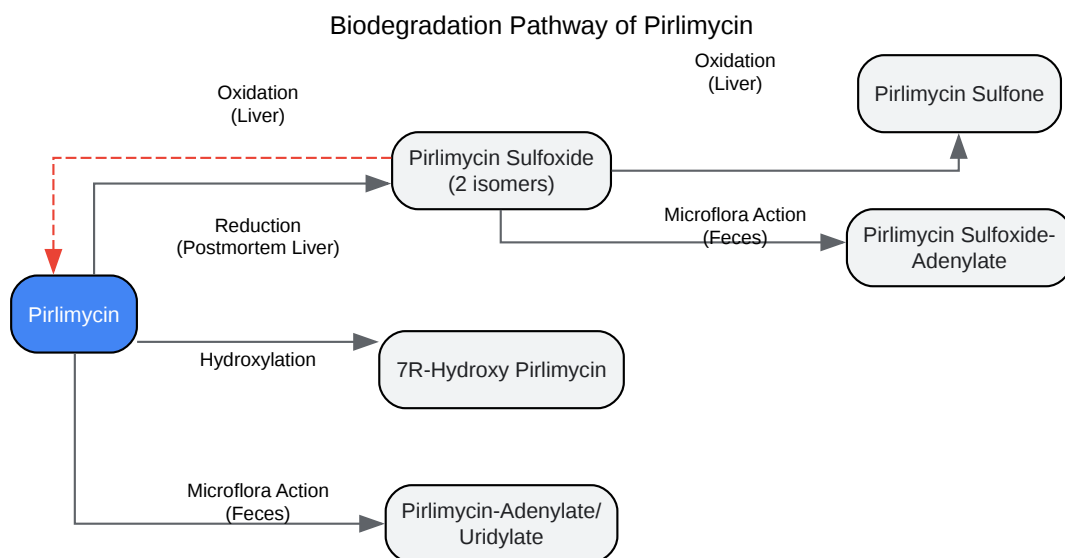 Biodegradation Pathway of Pirlimycin
Oxidation
(Liver)
Oxidation
(Liver)
Pirlimycin Sulfone
Pirlimycin Sulfoxide
(2 isomers)
Reduction
(Postmortem Liver)
Microflora Action
(Feces)
Pirlimycin Sulfoxide-
Adenylate
Pirlimycin
Hydroxylation
7R-Hydroxy Pirlimycin
Microflora Action
(Feces)
Pirlimycin-Adenylate/
Uridylate